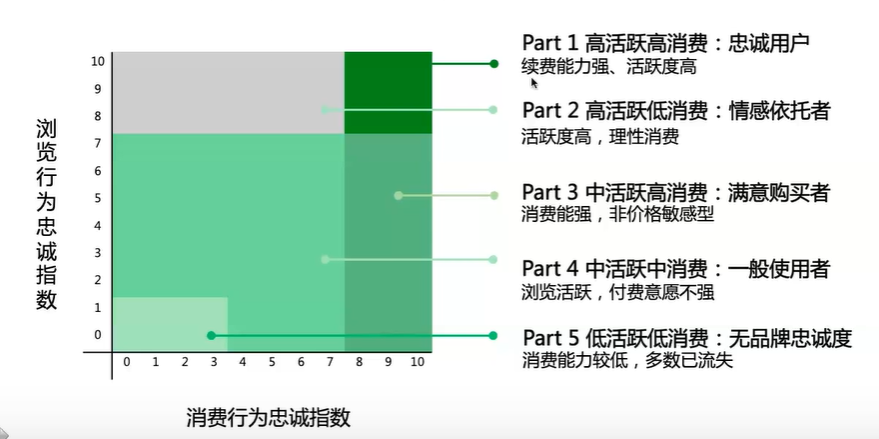 Part 1 高活跃高消费：忠诚用户
续费能力强、活跃度高
Part 2 高活跃低消费：情感依托者
活跃度高，理性消费
Part 3 中活跃高消费：满意购买者
消费能强，非价格敏感型
Part 4 中活跃中消费：一般使用者
浏览活跃，付费意愿不强
Part 5 低活跃低消费：无品牌忠诚度
消费能力较低，多数已流失
浏览行为忠诚指数
10
9
8
7
6
5
4
3
2
1
0
0 1 2 3 4 5 6 7 8 9 10
消费行为忠诚指数